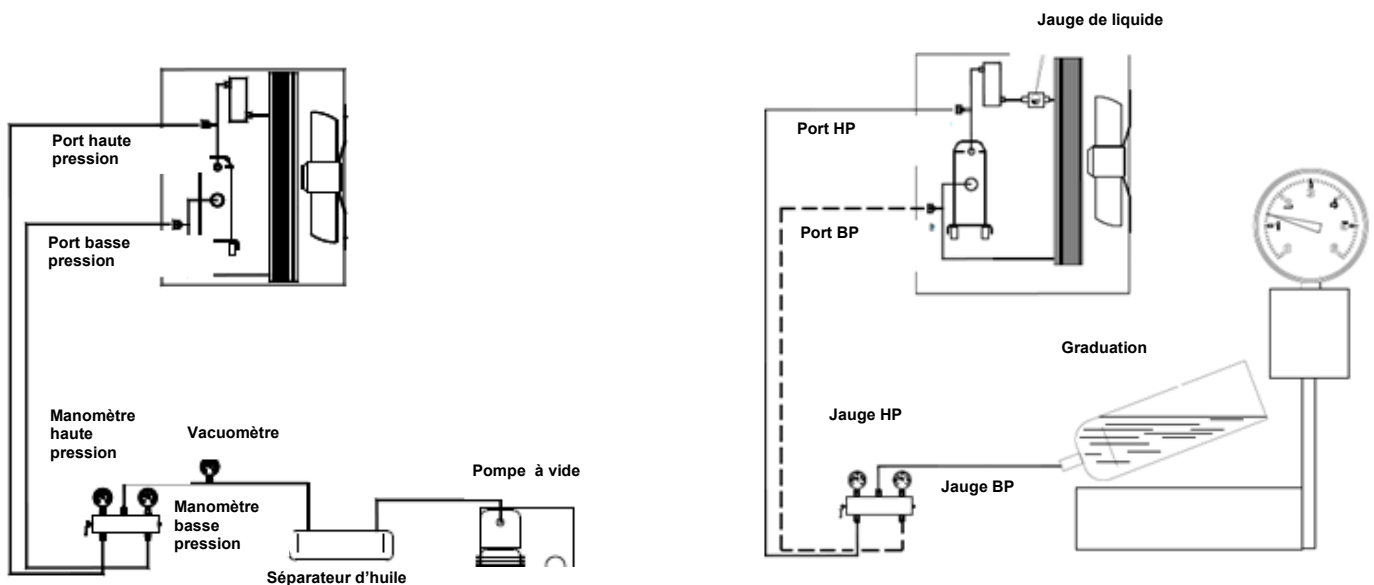 Port haute
pression
Port basse
pression
Manomètre
haute
pression
Vacuomètre
Manomètre
basse
pression
Pompe à vide
Séparateur d'huile
Jauge de liquide
Port HP
Port BP
Graduation
Jauge HP
Jauge BP